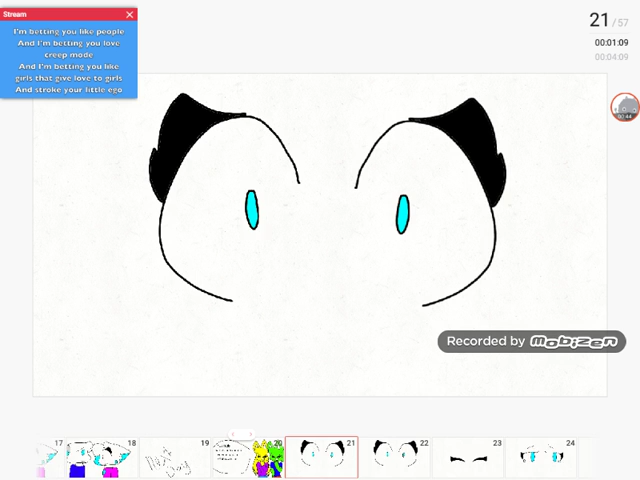 Stream
I'm betting you like people
And I'm betting you love
creep mode
And I'm betting you like
girls that give love to girls
And stroke your little ego
21 / 57
00:01:09
00:04:09
00:44
Recorded by mobizen
17
18
19
20
21
22
23
24